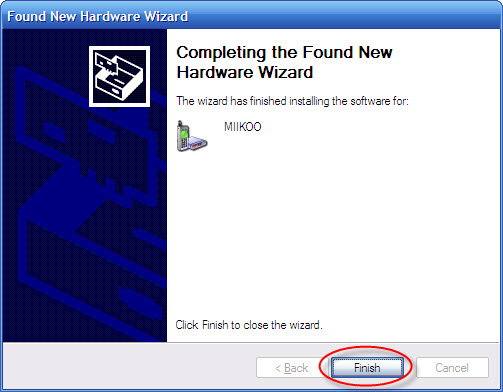 Found New Hardware Wizard
Completing the Found New
Hardware Wizard
The wizard has finished installing the software for:
MIIKOO
Click Finish to close the wizard.
< Back Finish Cancel